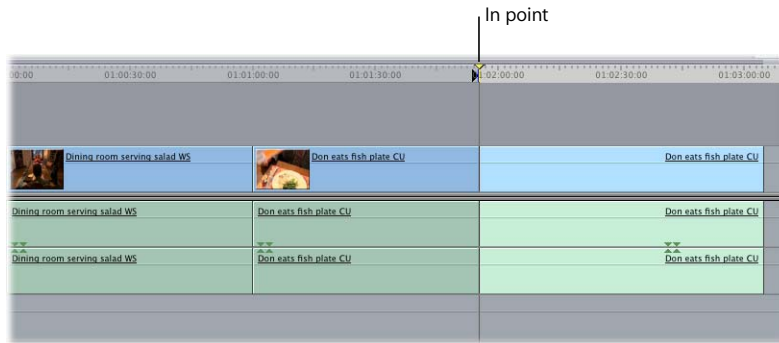 In point
00:00 01:00:30:00 01:01:00:00 01:01:30:00 01:02:00:00 01:02:30:00 01:03:00:00
Dining room serving salad WS Don eats fish plate CU Don eats fish plate CU
Dining room serving salad WS Don eats fish plate CU Don eats fish plate CU
Dining room serving salad WS Don eats fish plate CU Don eats fish plate CU